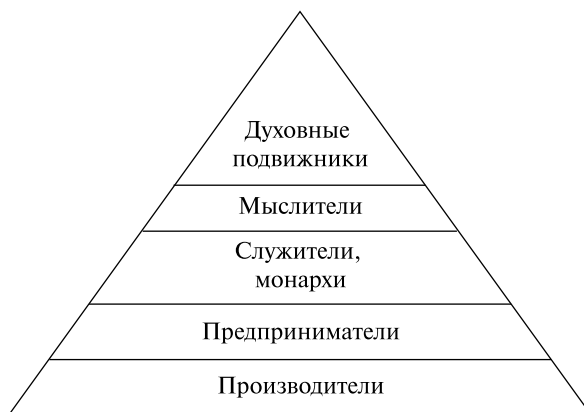 Духовные
подвижники
Мыслители
Служители,
монархи
Предприниматели
Производители